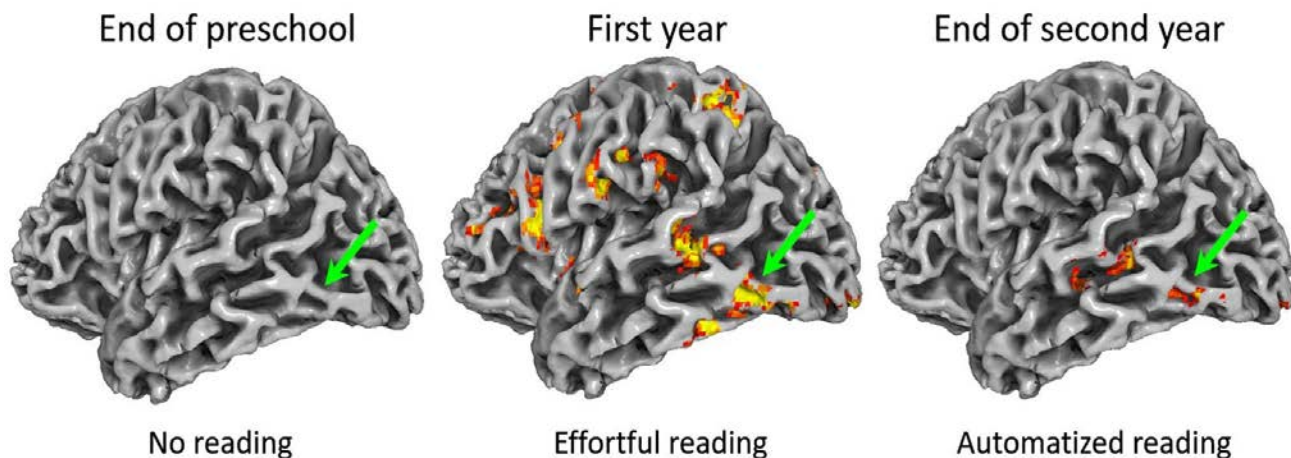 End of preschool
First year
End of second year
No reading
Effortful reading
Automatized reading